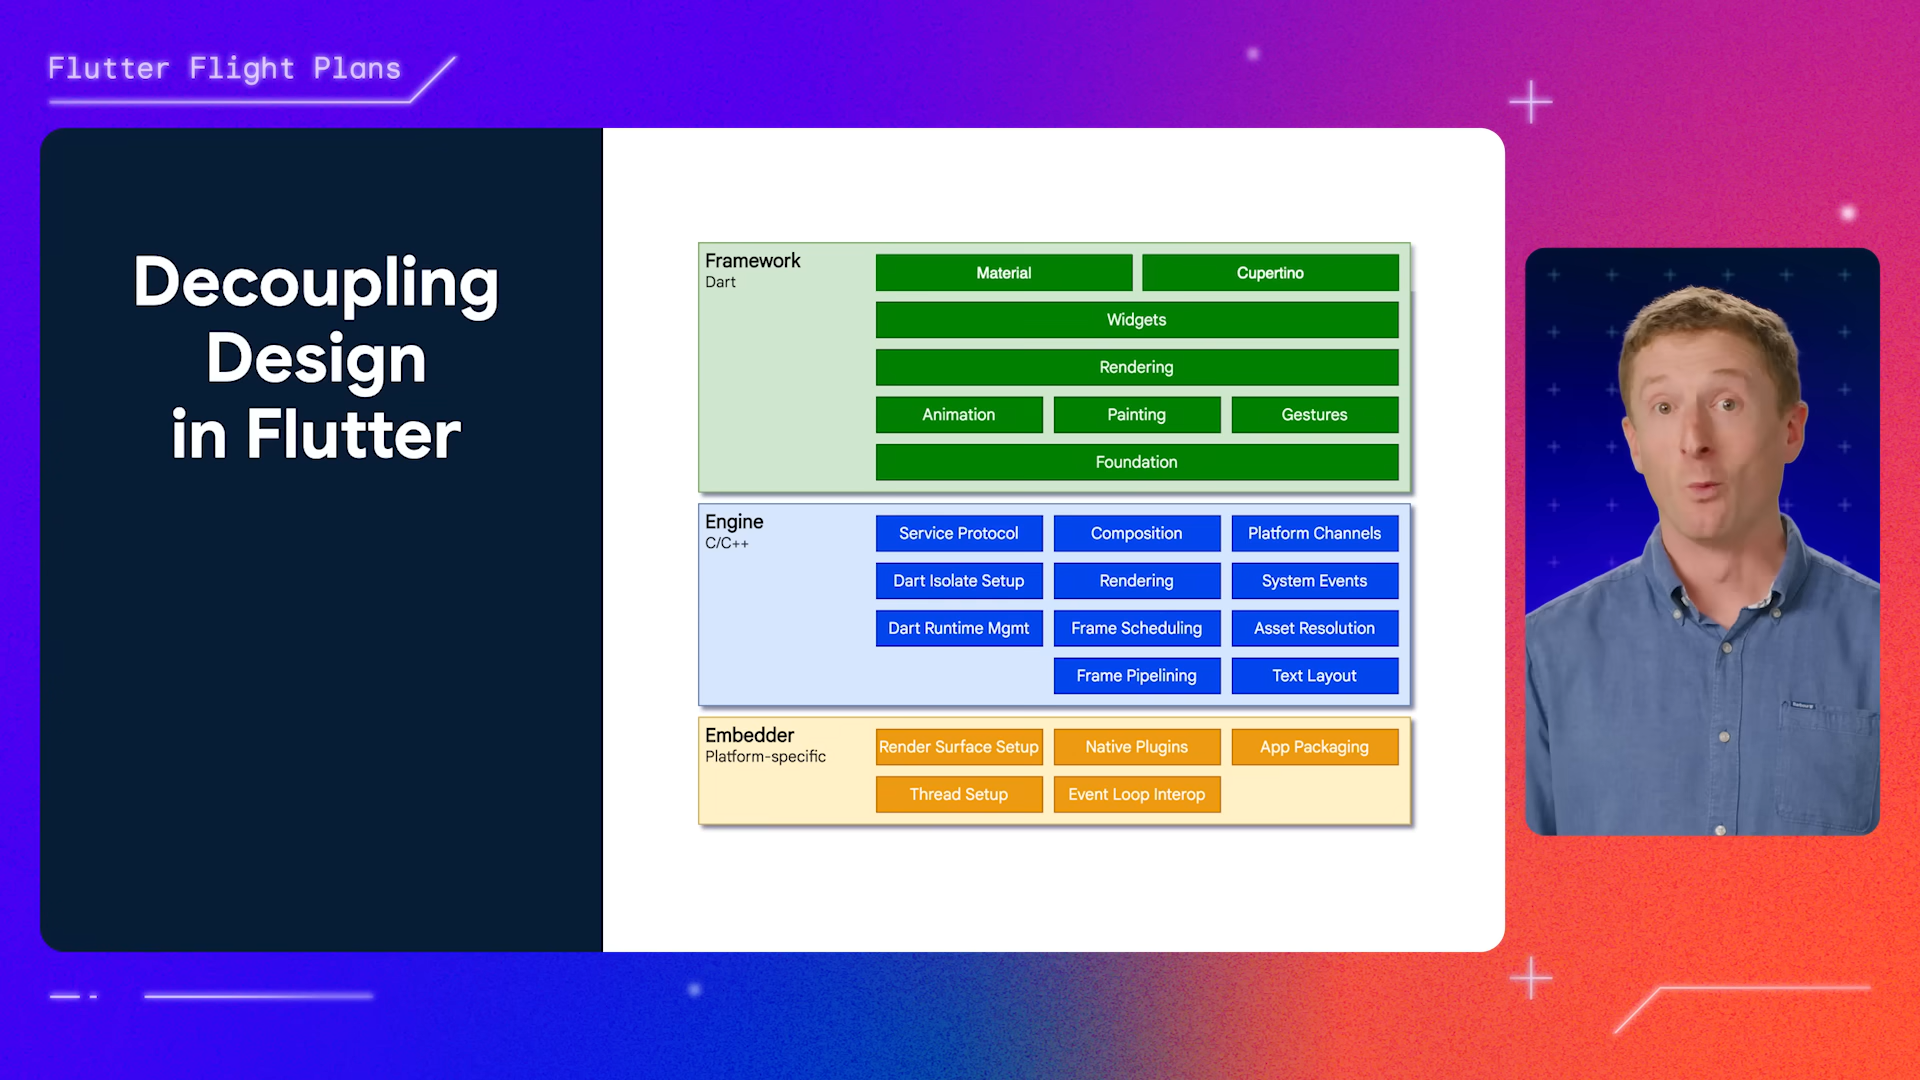 Flutter Flight Plans
Decoupling
Design
in Flutter
Framework
Dart
Material
Cupertino
Widgets
Rendering
Animation
Painting
Gestures
Foundation
Engine
C/C++
Service Protocol
Composition
Platform Channels
Dart Isolate Setup
Rendering
System Events
Dart Runtime Mgmt
Frame Scheduling
Asset Resolution
Frame Pipelining
Text Layout
Embedder
Platform-specific
Render Surface Setup
Native Plugins
App Packaging
Thread Setup
Event Loop Interop